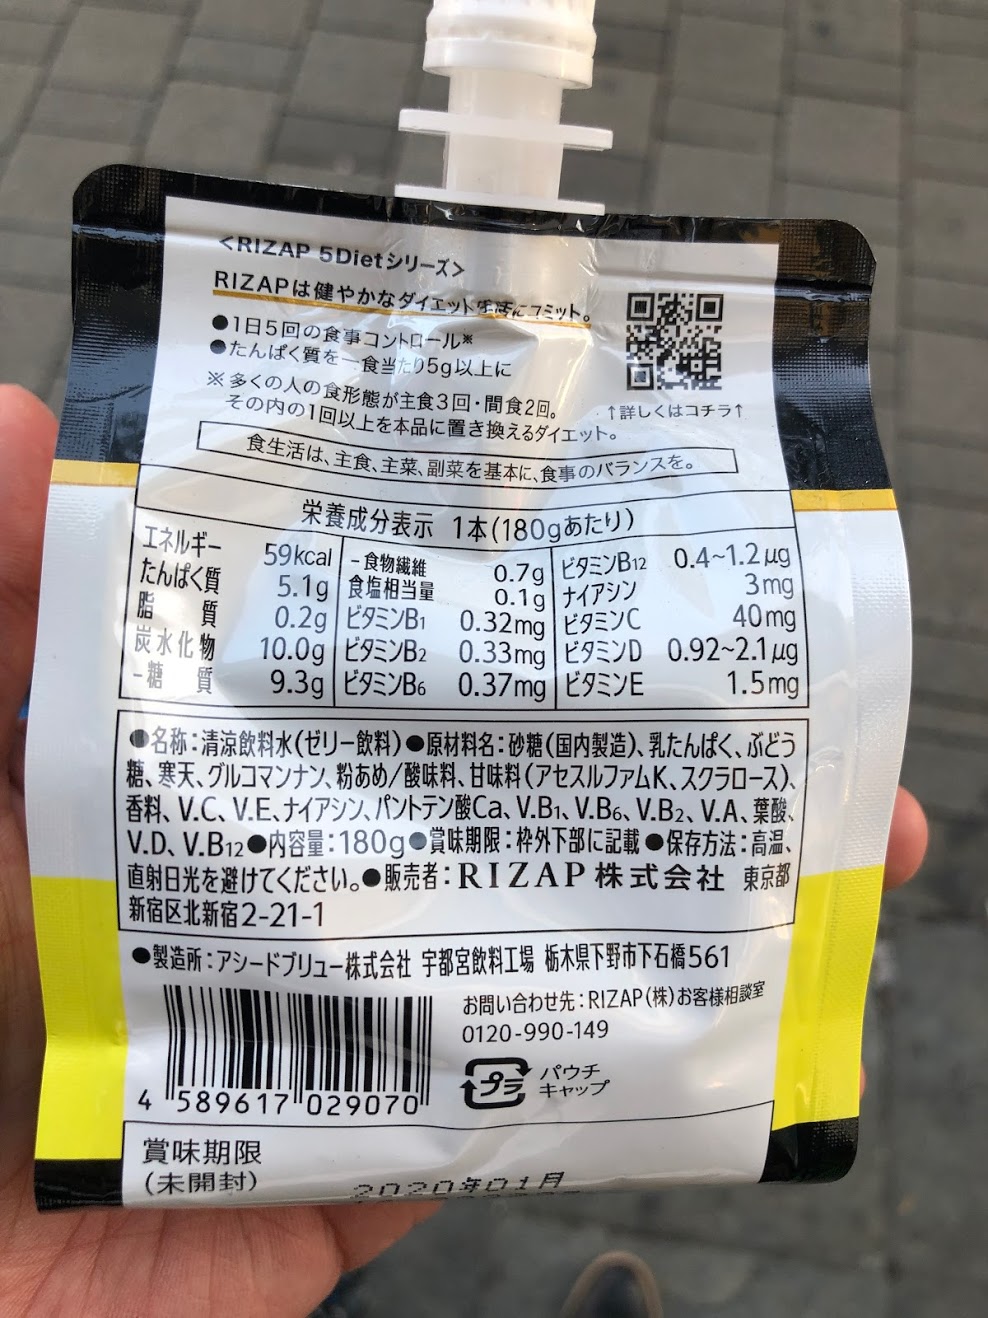 <RIZAP 5Dietシリーズ>
RIZAPは健やかなダイエット生活にコミット。
●1日5回の食事コントロール※
●たんぱく質を一食当たり5g以上に
※多くの人の食形態が主食3回・間食2回。
その内の1回以上を本品に置き換えるダイエット。
↑詳しくはコチラ↑
食生活は、主食、主菜、副菜を基本に、食事のバランスを。
栄養成分表示 1本(180gあたり)
エネルギー 59kcal
たんぱく質 5.1g
脂質 0.2g
炭水化物 10.0g
-糖質 9.3g
-食物繊維 0.7g
食塩相当量 0.1g
ビタミンB1 0.32mg
ビタミンB2 0.33mg
ビタミンB6 0.37mg
ビタミンB12 0.4~1.2μg
ナイアシン 3mg
ビタミンC 40mg
ビタミンD 0.92~2.1μg
ビタミンE 1.5mg
●名称:清涼飲料水(ゼリー飲料)●原材料名:砂糖(国内製造)、乳たんぱく、ぶどう
糖、寒天、グルコマンナン、粉あめ/酸味料、甘味料(アセスルファムK、スクラロース)、
香料、V.C、V.E、ナイアシン、パントテン酸Ca、V.B1、V.B6、V.B2、V.A、葉酸、
V.D、V.B12●内容量:180g●賞味期限:枠外下部に記載●保存方法:高温、
直射日光を避けてください。●販売者:RIZAP株式会社 東京都
新宿区北新宿2-21-1
●製造所:アシードブリュー株式会社 宇都宮飲料工場 栃木県下野市下石橋561
お問い合わせ先:RIZAP(株)お客様相談室
0120-990-149
プラ
パウチ
キャップ
4 589617 029070
賞味期限
(未開封)
2020年01月